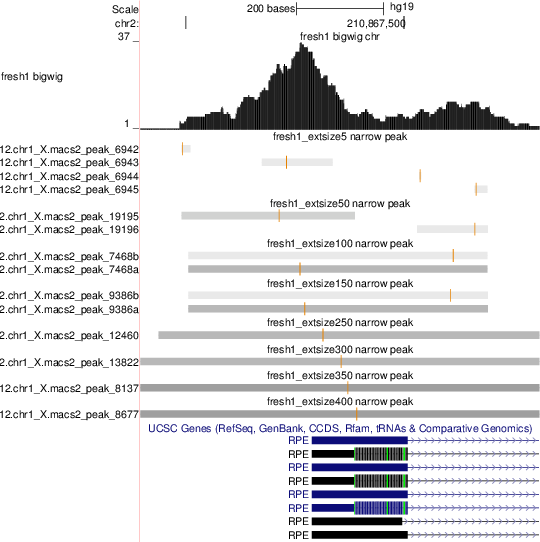 Scale 200 bases hg19
chr2: 210,867,500
37 fresh1 bigwig chr
fresh1 bigwig
1
fresh1_extsize5 narrow peak
12.chr1_X.macs2_peak_6942
12.chr1_X.macs2_peak_6943
12.chr1_X.macs2_peak_6944
12.chr1_X.macs2_peak_6945
fresh1_extsize50 narrow peak
2.chr1_X.macs2_peak_19195
2.chr1_X.macs2_peak_19196
fresh1_extsize100 narrow peak
2.chr1_X.macs2_peak_7468b
2.chr1_X.macs2_peak_7468a
fresh1_extsize150 narrow peak
2.chr1_X.macs2_peak_9386b
2.chr1_X.macs2_peak_9386a
fresh1_extsize250 narrow peak
2.chr1_X.macs2_peak_12460
fresh1_extsize300 narrow peak
2.chr1_X.macs2_peak_13822
fresh1_extsize350 narrow peak
12.chr1_X.macs2_peak_8137
fresh1_extsize400 narrow peak
12.chr1_X.macs2_peak_8677
UCSC Genes (RefSeq, GenBank, CCDS, Rfam, tRNAs & Comparative Genomics)
RPE
RPE
RPE
RPE
RPE
RPE
RPE
RPE